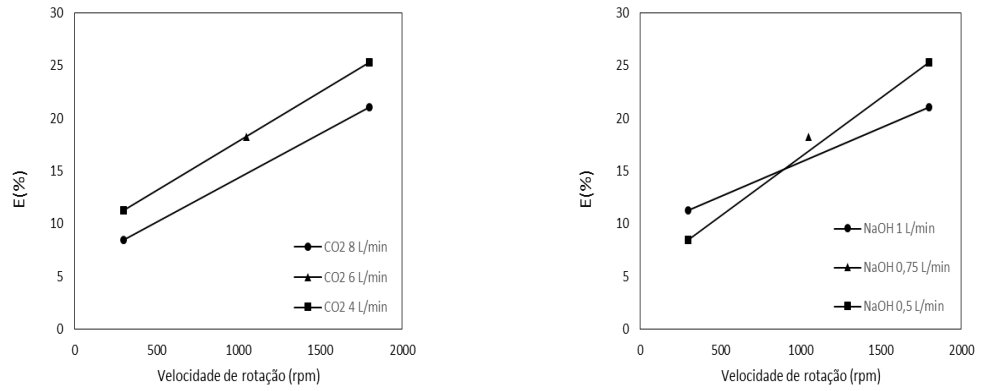 30
25
20
15
10
5
0
E(%)
0 500 1000 1500 2000
Velocidade de rotação (rpm)
CO2 8 L/min
CO2 6 L/min
CO2 4 L/min
30
25
20
15
10
5
0
E(%)
0 500 1000 1500 2000
Velocidade de rotação (rpm)
NaOH 1 L/min
NaOH 0,75 L/min
NaOH 0,5 L/min